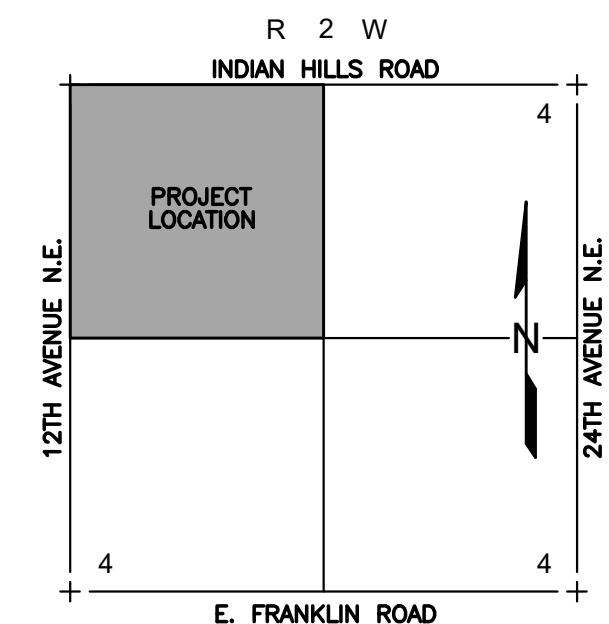 R 2 W
INDIAN HILLS ROAD
4
PROJECT
LOCATION
12TH AVENUE N.E.
24TH AVENUE N.E.
N
4
4
E. FRANKLIN ROAD